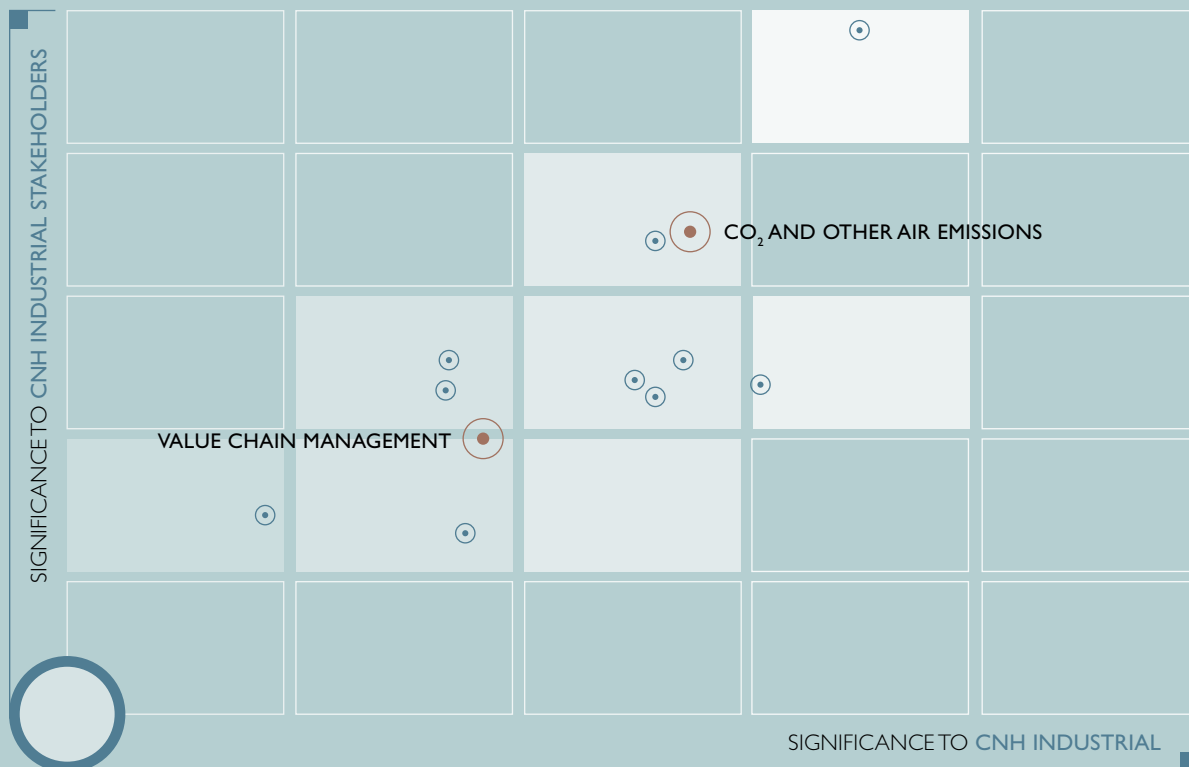 SIGNIFICANCE TO CNH INDUSTRIAL STAKEHOLDERS
CO₂ AND OTHER AIR EMISSIONS
VALUE CHAIN MANAGEMENT
SIGNIFICANCE TO CNH INDUSTRIAL